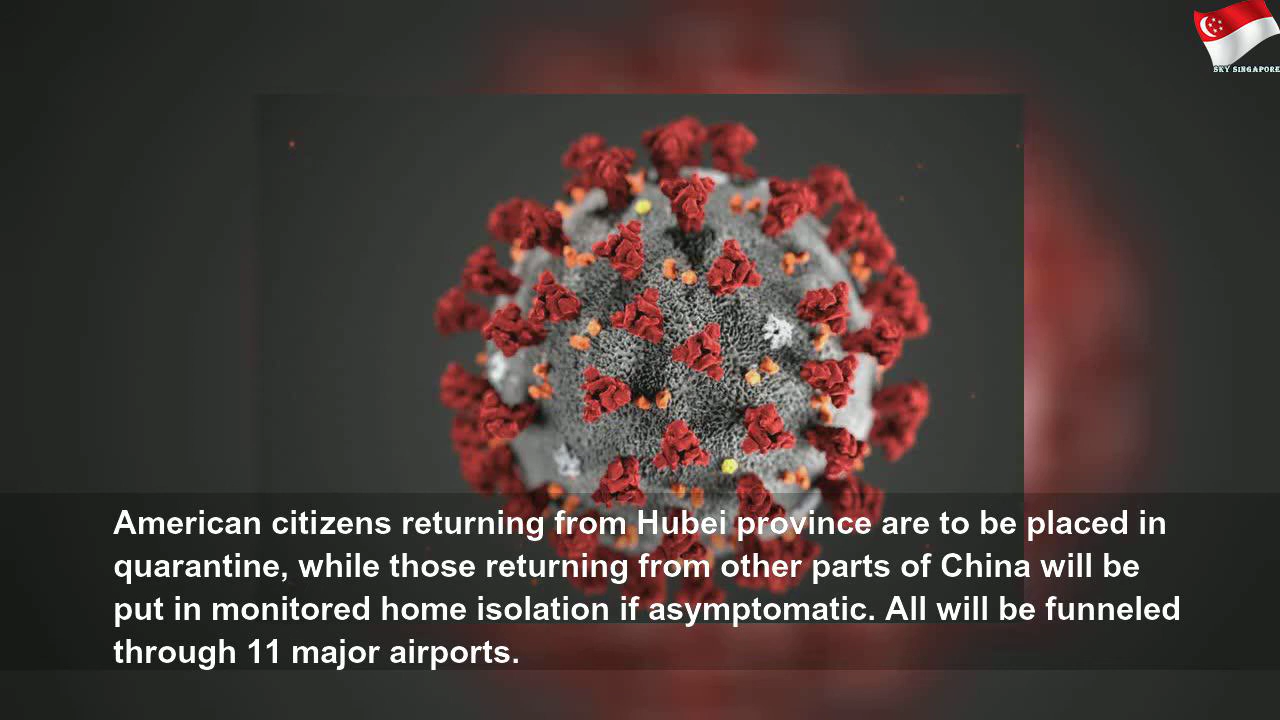 SKY SINGAPORE
American citizens returning from Hubei province are to be placed in
quarantine, while those returning from other parts of China will be
put in monitored home isolation if asymptomatic. All will be funneled
through 11 major airports.